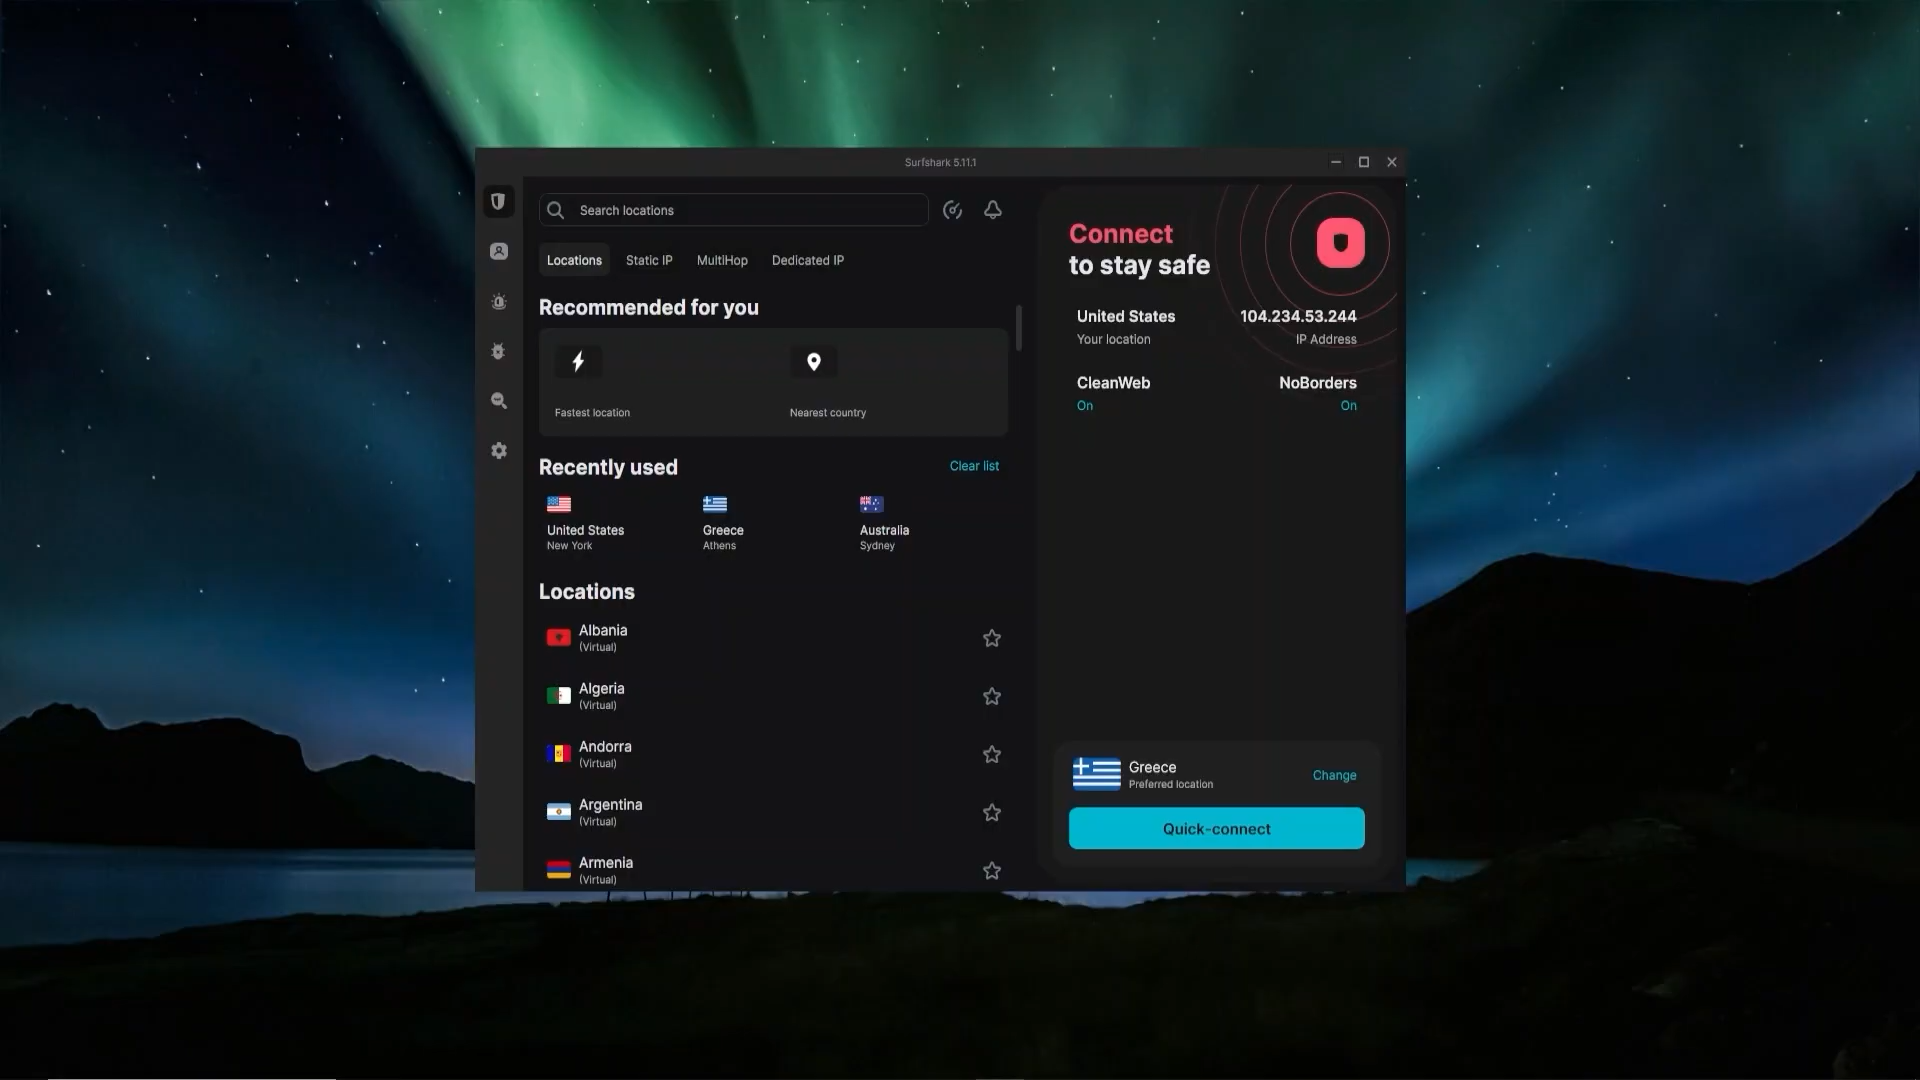 Surfshark 5.11.1
Search locations
Locations
Static IP
MultiHop
Dedicated IP
Recommended for you
Fastest location
Nearest country
Recently used
Clear list
United States
New York
Greece
Athens
Australia
Sydney
Locations
Albania
(Virtual)
Algeria
(Virtual)
Andorra
(Virtual)
Argentina
(Virtual)
Armenia
(Virtual)
Connect
to stay safe
United States
Your location
104.234.53.244
IP Address
CleanWeb
On
NoBorders
On
Greece
Preferred location
Change
Quick-connect